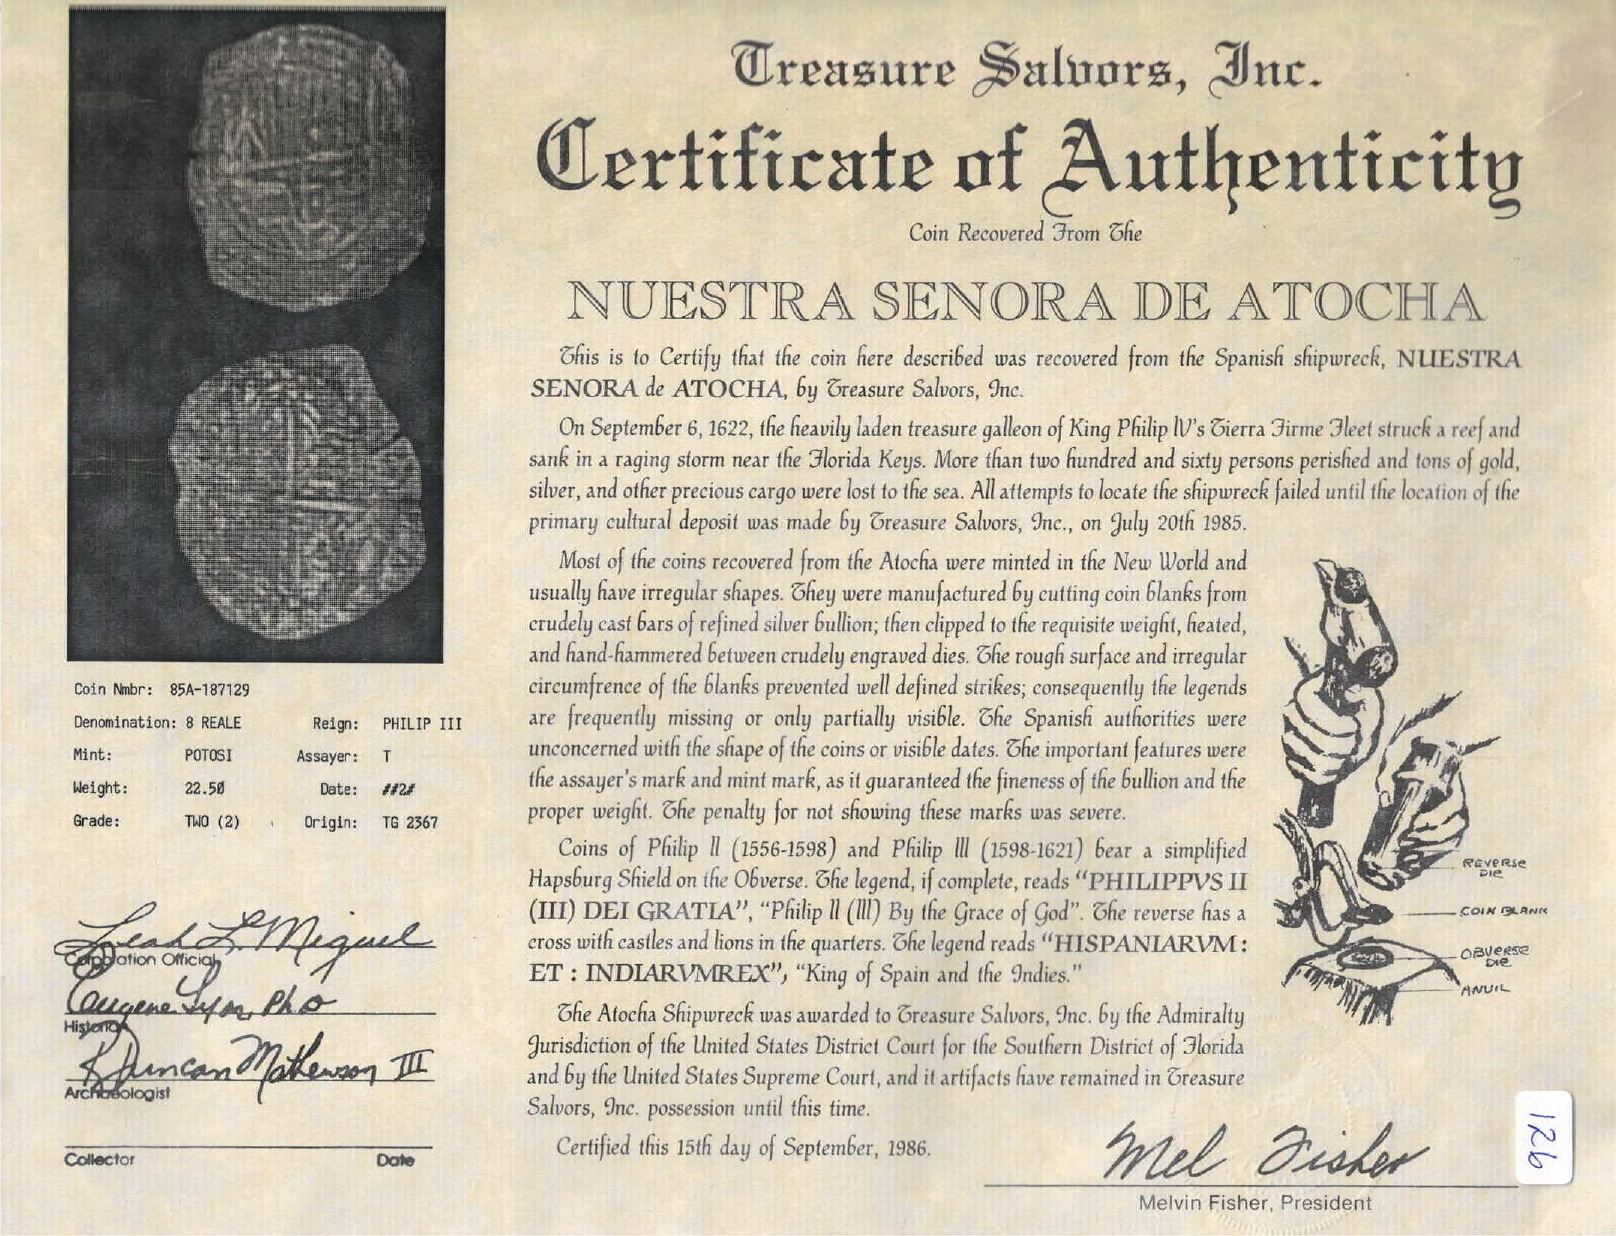 Treasure Salvors, Inc.
Certificate of Authenticity
Coin Recovered From The
NUESTRA SENORA DE ATOCHA
This is to Certify that the coin here described was recovered from the Spanish shipwreck, NUESTRA
SENORA de ATOCHA, by Treasure Salvors, Inc.
On September 6, 1622, the heavily laden treasure galleon of King Philip IV's Tierra Firme Fleet struck a reef and
sank in a raging storm near the Florida Keys. More than two hundred and sixty persons perished and tons of gold,
silver, and other precious cargo were lost to the sea. All attempts to locate the shipwreck failed until the location of the
primary cultural deposit was made by Treasure Salvors, Inc., on July 20th 1985.
Most of the coins recovered from the Atocha were minted in the New World and
usually have irregular shapes. They were manufactured by cutting coin blanks from
crudely cast bars of refined silver bullion; then clipped to the requisite weight, heated,
and hand-hammered between crudely engraved dies. The rough surface and irregular
circumfrence of the blanks prevented well defined strikes; consequently the legends
are frequently missing or only partially visible. The Spanish authorities were
unconcerned with the shape of the coins or visible dates. The important features were
the assayer's mark and mint mark, as it guaranteed the fineness of the bullion and the
proper weight. The penalty for not showing these marks was severe.
Coins of Philip II (1556-1598) and Philip III (1598-1621) bear a simplified
Hapsburg Shield on the Obverse. The legend, if complete, reads "PHILIPPVS II
(III) DEI GRATIA", "Philip II (III) By the Grace of God". The reverse has a
cross with castles and lions in the quarters. The legend reads "HISPANIARVM :
ET : INDIARVMREX", "King of Spain and the Indies."
The Atocha Shipwreck was awarded to Treasure Salvors, Inc. by the Admiralty
Jurisdiction of the United States District Court for the Southern District of Florida
and by the United States Supreme Court, and it artifacts have remained in Treasure
Salvors, Inc. possession until this time.
Certified this 15th day of September, 1986.
REVERSE
DIE
COIN BLANK
OBVERSE
DIE
ANVIL
Mel Fisher
Melvin Fisher, President
126
Coin Nmbr: 85A-187129
Denomination: 8 REALE Reign: PHILIP III
Mint: POTOSI Assayer: T
Weight: 22.50 Date: ##2#
Grade: TWO (2) Origin: TG 2367
Leah L. Miguel
Corporation Official
Eugene Lyon, PhD
Historian
R Duncan Mathewson III
Archaeologist
Collector Date